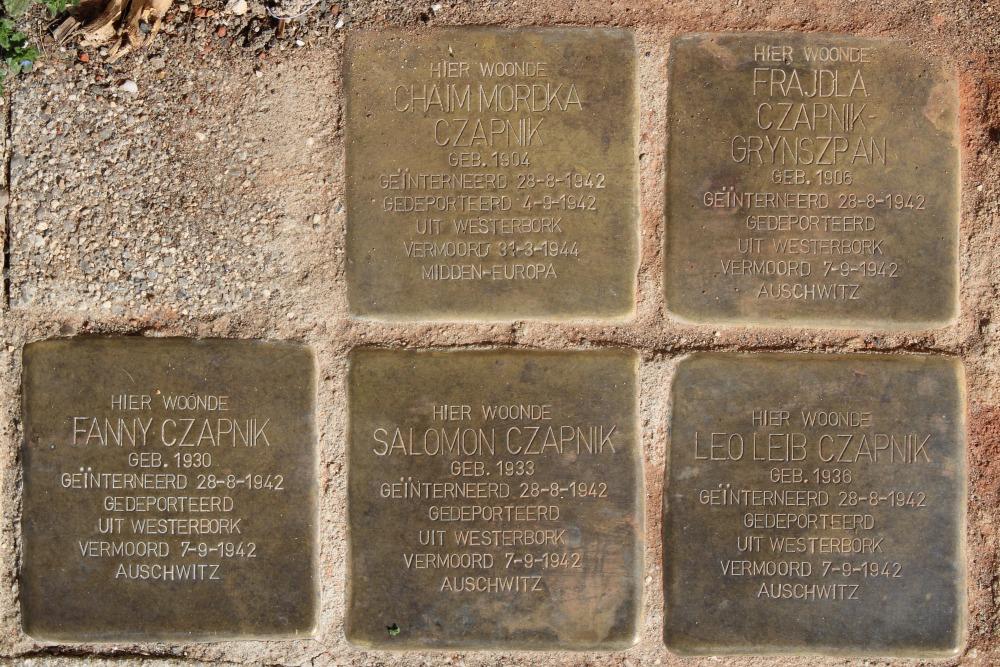 HIER WOONDE
CHAIM MORDKA
CZAPNIK
GEB. 1904
GEÏNTERNEERD 28-8-1942
GEDEPORTEERD 4-9-1942
UIT WESTERBORK
VERMOORD 31-3-1944
MIDDEN-EUROPA
HIER WOONDE
FRAJDLA
CZAPNIK-
GRYNSZPAN
GEB. 1906
GEÏNTERNEERD 28-8-1942
GEDEPORTEERD
UIT WESTERBORK
VERMOORD 7-9-1942
AUSCHWITZ
HIER WOONDE
FANNY CZAPNIK
GEB. 1930
GEÏNTERNEERD 28-8-1942
GEDEPORTEERD
UIT WESTERBORK
VERMOORD 7-9-1942
AUSCHWITZ
HIER WOONDE
SALOMON CZAPNIK
GEB. 1933
GEÏNTERNEERD 28-8-1942
GEDEPORTEERD
UIT WESTERBORK
VERMOORD 7-9-1942
AUSCHWITZ
HIER WOONDE
LEO LEIB CZAPNIK
GEB. 1936
GEÏNTERNEERD 28-8-1942
GEDEPORTEERD
UIT WESTERBORK
VERMOORD 7-9-1942
AUSCHWITZ